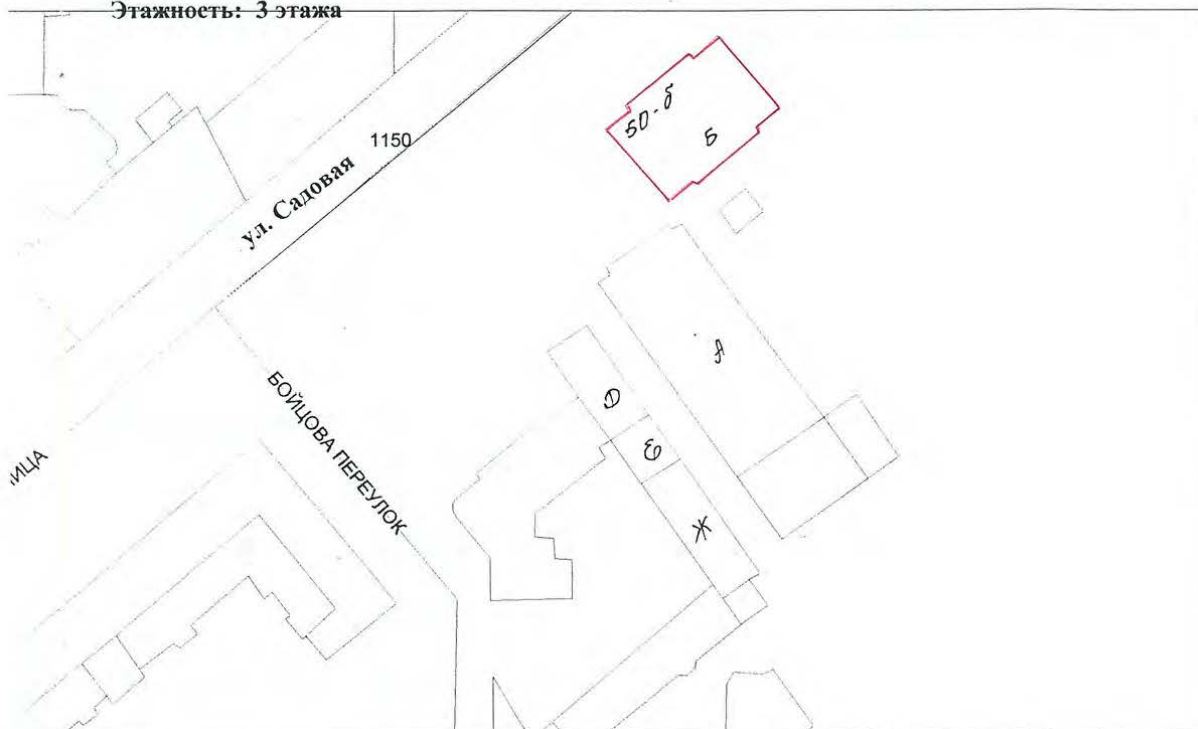 Этажность: 3 этажа
50-б
Б
1150
ул. Садовая
А
БОЙЦОВА ПЕРЕУЛОК
Е
ИЦА
Ж